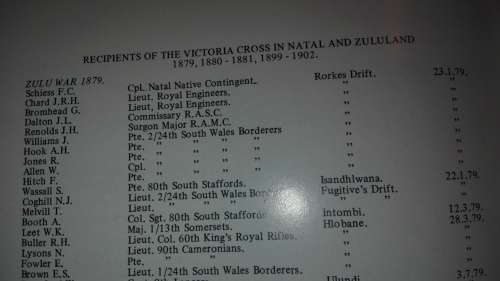 RECIPIENTS OF THE VICTORIA CROSS IN NATAL AND ZULULAND
1879, 1880 - 1881, 1899 - 1902.
ZULU WAR 1879.
Schiess F.C. Cpl. Natal Native Contingent. Rorkes Drift. 23.1.79.
Chard J.R.H. Lieut. Royal Engineers. " "
Bromhead G. Lieut, Royal Engineers. " "
Dalton J.L. Commissary R.A.S.C. " "
Renolds J.H. Surgon Major R.A.M.C. " "
Williams J. Pte. 2/24th South Wales Borderers " "
Hook A.H. Pte. " " " " " "
Jones R. Pte. " " " " " "
Allen W. Cpl. " " " " " "
Hitch F. Pte. " " " " " "
Wassall S. Pte. 80th South Staffords. Isandhlwana. 22.1.79.
Coghill N.J. Lieut. 2/24th South Wales Borderers Fugitive's Drift. "
Melvill T. Lieut. " " " " " "
Booth A. Col. Sgt. 80th South Staffords Intombi. 12.3.79.
Leet W.K. Maj. 1/13th Somersets. Hlobane. 28.3.79.
Buller R.H. Lieut. Col. 60th King's Royal Rifles. " "
Lysons N. Lieut. 90th Cameronians. " "
Fowler E. Pte. " " " "
Brown E.S. Lieut. 1/24th South Wales Borderers. " "
Ulundi.